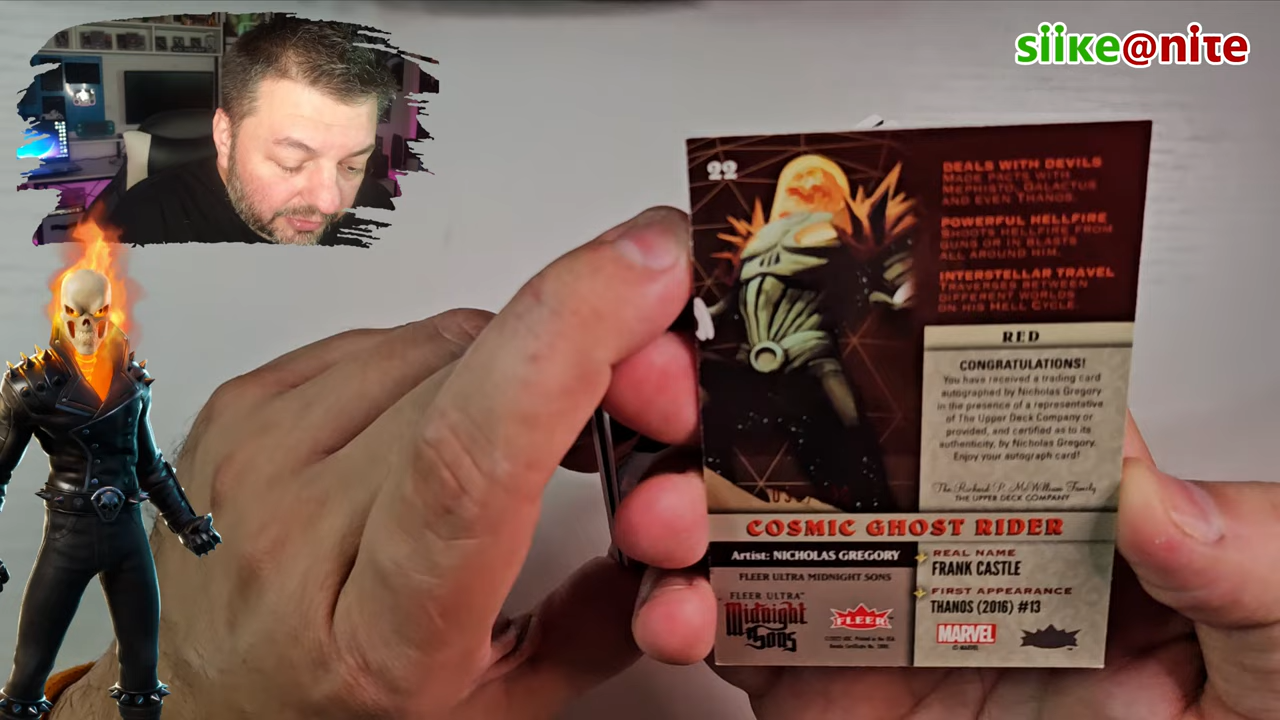 siike@nite
22
DEALS WITH DEVILS
HAS PACTS WITH
MEPHISTO, GALACTUS
AND EVEN THANOS.
POWERFUL HELLFIRE
SHOOTS HELLFIRE FROM
GUNS OR IN BLASTS
ALL AROUND HIM.
INTERSTELLAR TRAVEL
TRAVERSES BETWEEN
DIFFERENT WORLDS
ON HIS HELL CYCLE.
RED
CONGRATULATIONS!
You have received a trading card
autographed by Nicholas Gregory
in the presence of a representative
of The Upper Deck Company or
provided, and certified as to its
authenticity, by Nicholas Gregory.
Enjoy your autograph card!
The Richard P. McWilliam Family
THE UPPER DECK COMPANY
COSMIC GHOST RIDER
Artist: NICHOLAS GREGORY
FLEER ULTRA MIDNIGHT SONS
FLEER ULTRA
Midnight
Sons
FLEER
REAL NAME
FRANK CASTLE
FIRST APPEARANCE
THANOS (2016) #13
MARVEL